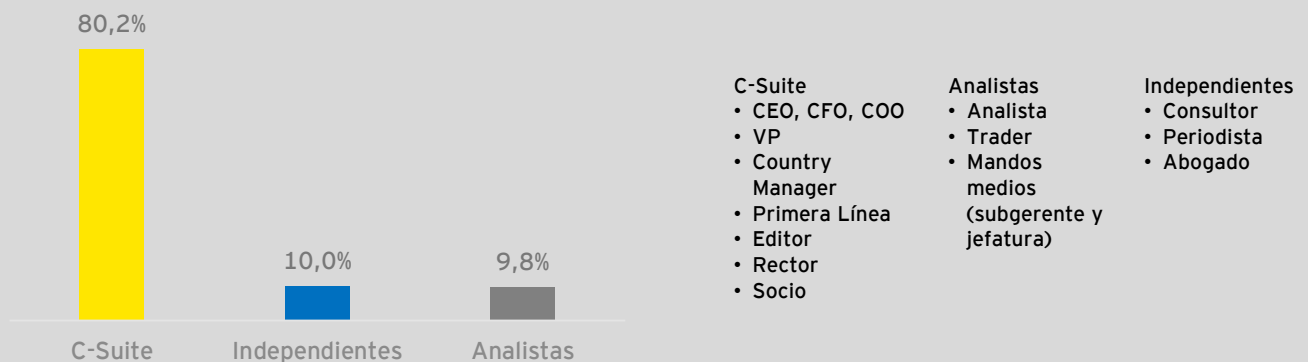 80,2%
10,0%
9,8%
C-Suite
Independientes
Analistas
C-Suite
• CEO, CFO, COO
• VP
• Country
Manager
• Primera Línea
• Editor
• Rector
• Socio
Analistas
• Analista
• Trader
• Mandos
medios
(subgerente y
jefatura)
Independientes
• Consultor
• Periodista
• Abogado